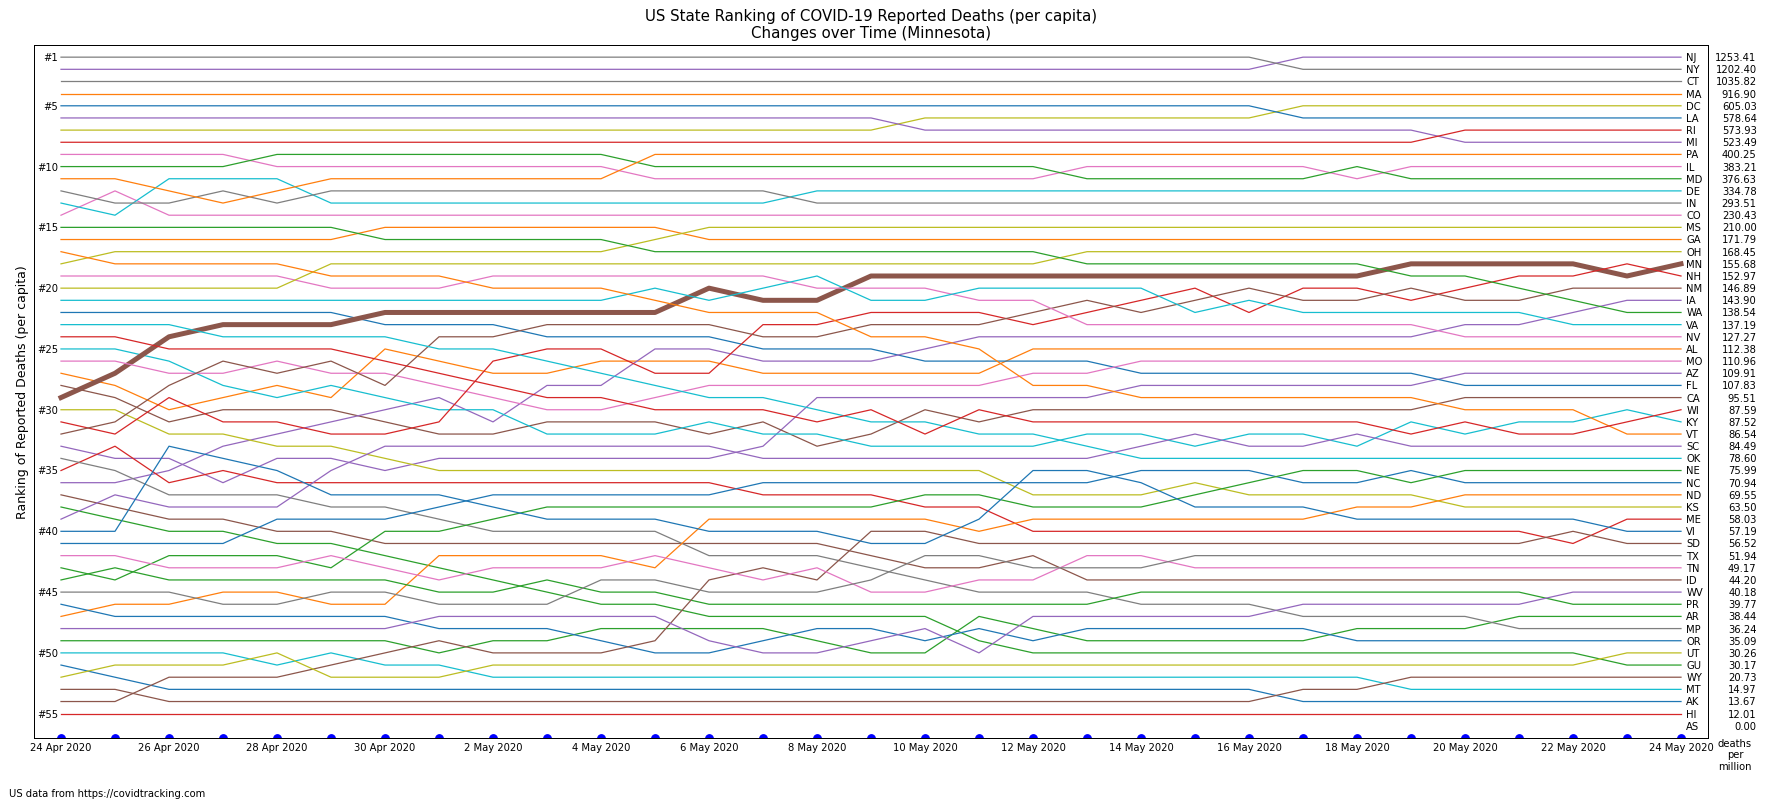 US State Ranking of COVID-19 Reported Deaths (per capita)
Changes over Time (Minnesota)
Ranking of Reported Deaths (per capita)
#1
#5
#10
#15
#20
#25
#30
#35
#40
#45
#50
#55
NJ 1253.41
NY 1202.40
CT 1035.82
MA 916.90
DC 605.03
LA 578.64
RI 573.93
MI 523.49
PA 400.25
IL 383.21
MD 376.63
DE 334.78
IN 293.51
CO 230.43
MS 210.00
GA 171.79
OH 168.45
MN 155.68
NH 152.97
NM 146.89
IA 143.90
WA 138.54
VA 137.19
NV 127.27
AL 112.38
MO 110.96
AZ 109.91
FL 107.83
CA 95.51
WI 87.59
KY 87.52
VT 86.54
SC 84.49
OK 78.60
NE 75.99
NC 70.94
ND 69.55
KS 63.50
ME 58.03
VI 57.19
SD 56.52
TX 51.94
TN 49.17
ID 44.20
WV 40.18
PR 39.77
AR 38.44
MP 36.24
OR 35.09
UT 30.26
GU 30.17
WY 20.73
MT 14.97
AK 13.67
HI 12.01
AS 0.00
24 Apr 2020 26 Apr 2020 28 Apr 2020 30 Apr 2020 2 May 2020 4 May 2020 6 May 2020 8 May 2020 10 May 2020 12 May 2020 14 May 2020 16 May 2020 18 May 2020 20 May 2020 22 May 2020 24 May 2020
deaths
per
million
US data from https://covidtracking.com